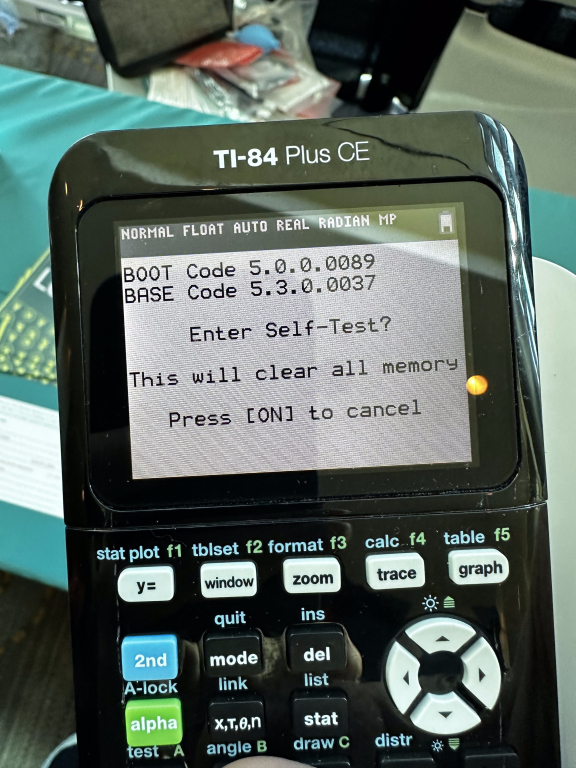 TI-84 Plus CE
NORMAL FLOAT AUTO REAL RADIAN MP
BOOT Code 5.0.0.0089
BASE Code 5.3.0.0037
Enter Self-Test?
This will clear all memory
Press [ON] to cancel
stat plot f1 tblset f2 format f3 calc f4 table f5
y= window zoom trace graph
quit ins
2nd mode del
A-lock link list
alpha X,T,θ,n stat
test A angle B draw C distr